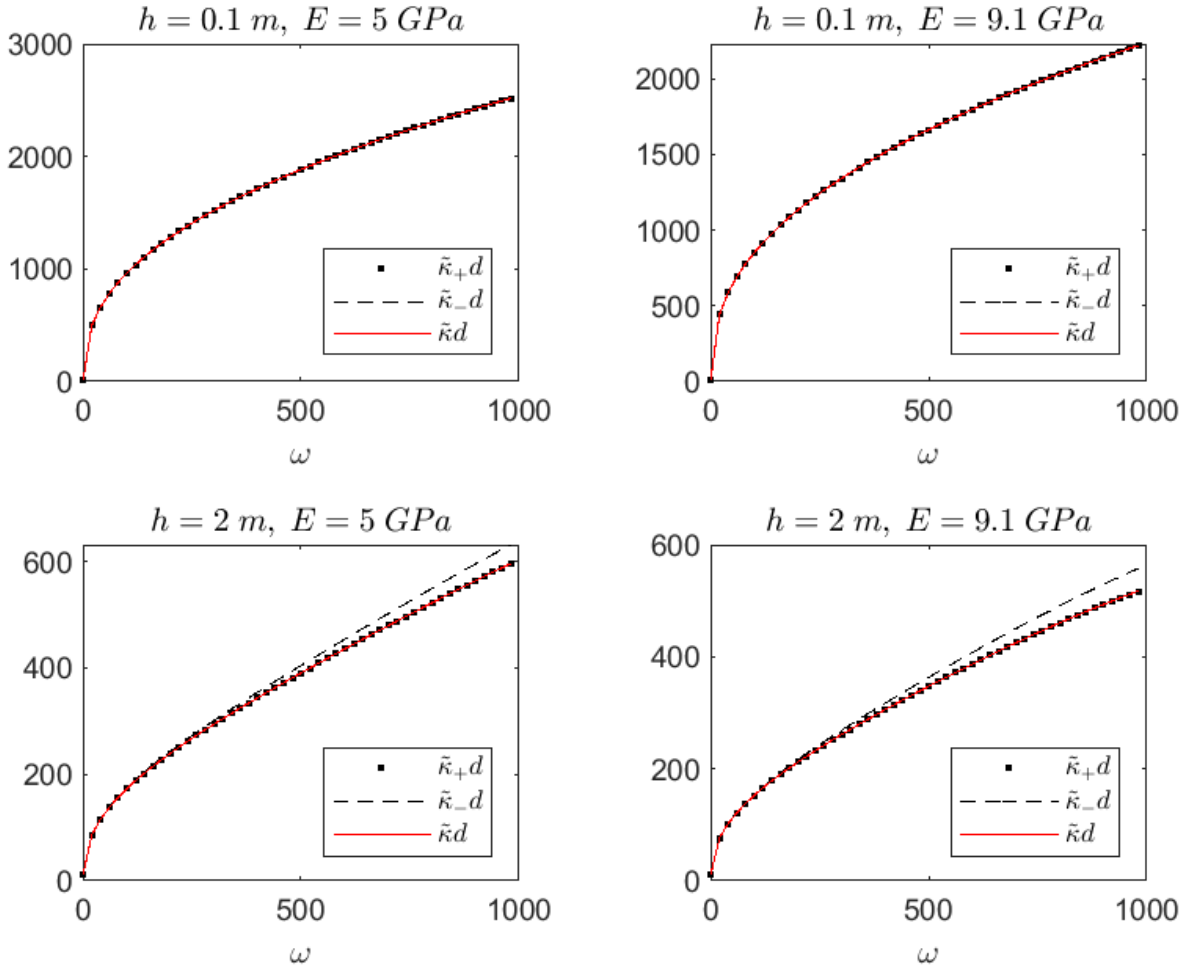 h = 0.1 m, E = 5 GPa
3000
2000
1000
0
0 500 1000
ω
κ̃₊d
κ̃₋d
κ̃d
h = 0.1 m, E = 9.1 GPa
2000
1500
1000
500
0
0 500 1000
ω
κ̃₊d
κ̃₋d
κ̃d
h = 2 m, E = 5 GPa
600
400
200
0
0 500 1000
ω
κ̃₊d
κ̃₋d
κ̃d
h = 2 m, E = 9.1 GPa
600
400
200
0
0 500 1000
ω
κ̃₊d
κ̃₋d
κ̃d